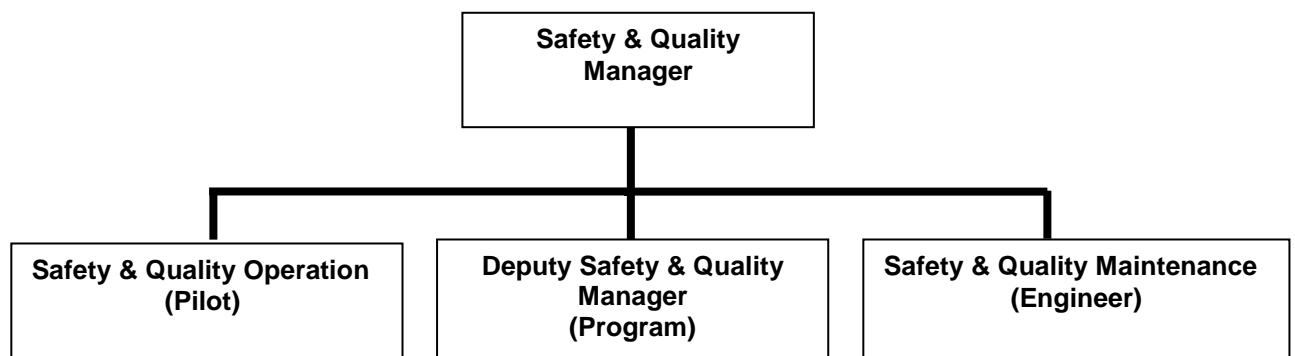 Safety & Quality
Manager
Safety & Quality Operation
(Pilot)
Deputy Safety & Quality
Manager
(Program)
Safety & Quality Maintenance
(Engineer)